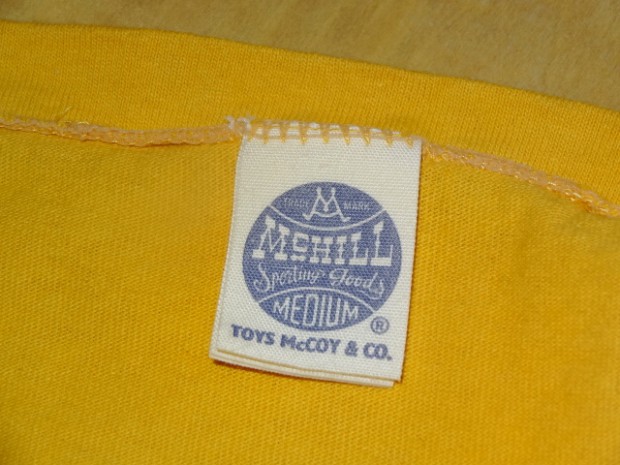 TRADE M MARK
McHILL
Sporting Goods
MEDIUM
®
TOYS McCOY & CO.